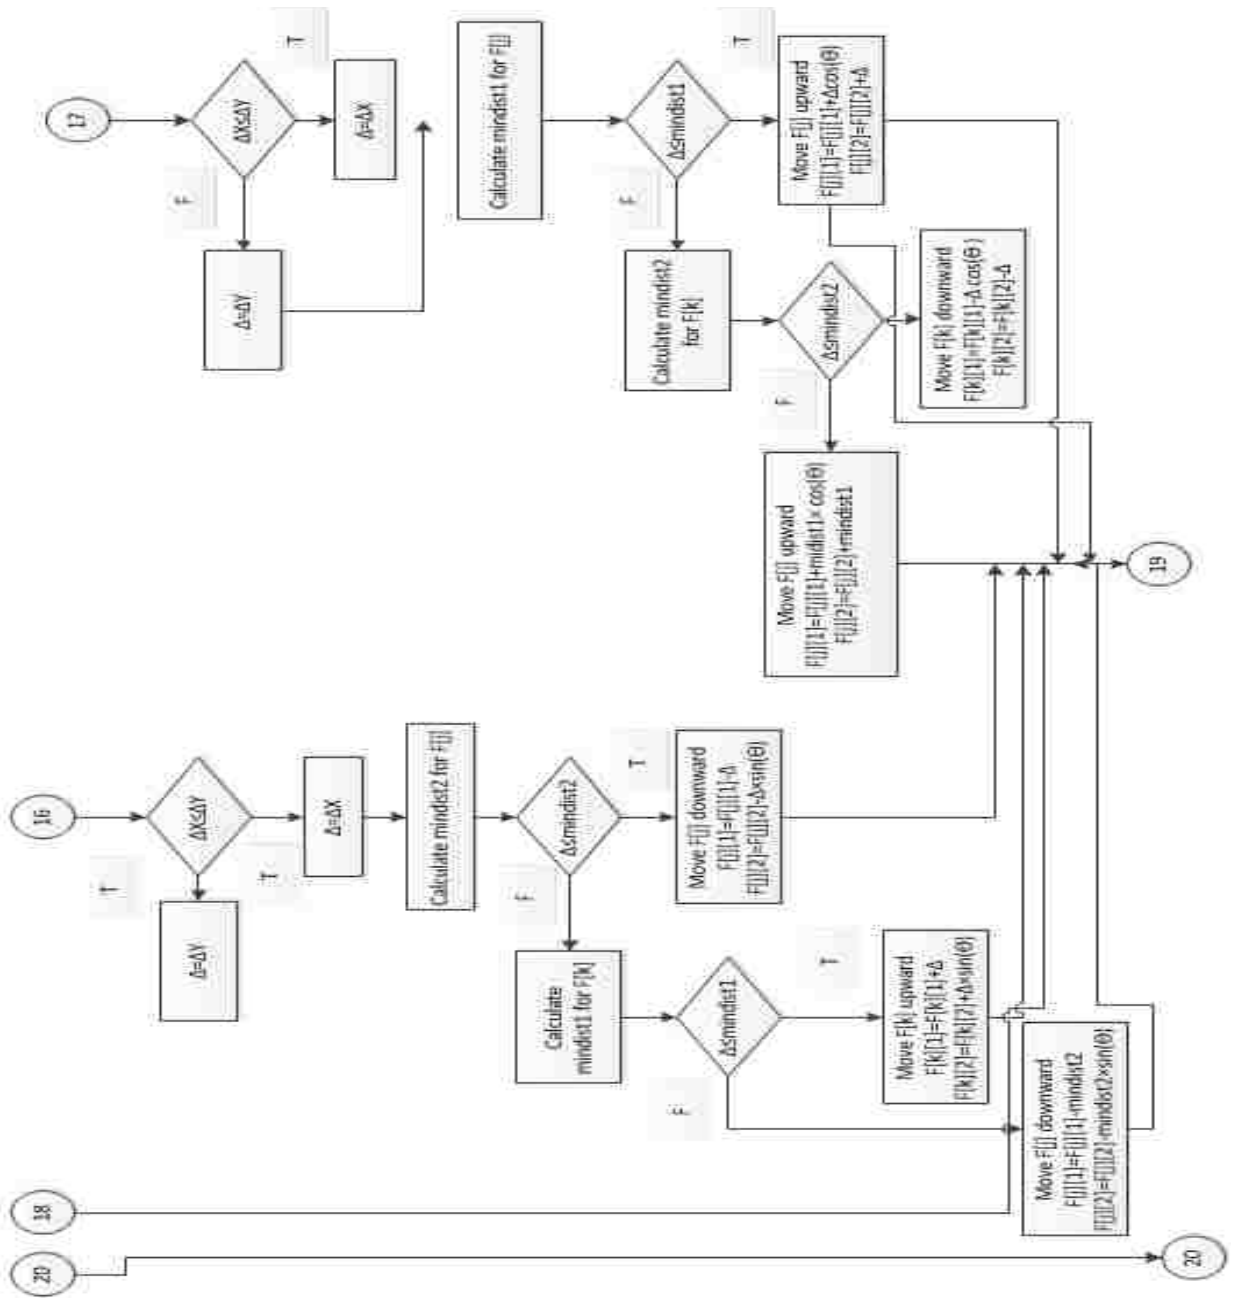 20
18
16
17
ΔX≤ΔY
T
T
Δ=ΔY
Δ=ΔX
Calculate mindist2 for F[j]
Δ≤mindist2
F
T
Calculate
mindist1 for F[k]
Move F[j] downward
F[j][1]=F[j][1]-Δ
F[j][2]=F[j][2]-Δ×sin(Θ)
Δ≤mindist1
F
T
Move F[k] upward
F[k][1]=F[k][1]+Δ
F[k][2]=F[k][2]+Δ×sin(Θ)
Move F[j] downward
F[j][1]=F[j][1]-mindist2
F[j][2]=F[j][2]-mindist2×sin(Θ)
ΔX≤ΔY
F
T
Δ=ΔY
Δ=ΔX
Calculate mindist1 for F[j]
Δ≤mindist1
F
T
Calculate mindist2
for F[k]
Move F[j] upward
F[j][1]=F[j][1]+Δcos(Θ)
F[j][2]=F[j][2]+Δ
Δ≤mindist2
F
Move F[j] upward
F[j][1]=F[j][1]+midist1× cos(Θ)
F[j][2]=F[j][2]+mindist1
Move F[k] downward
F[k][1]=F[k][1]-Δ cos(Θ)
F[k][2]=F[k][2]-Δ
20
19